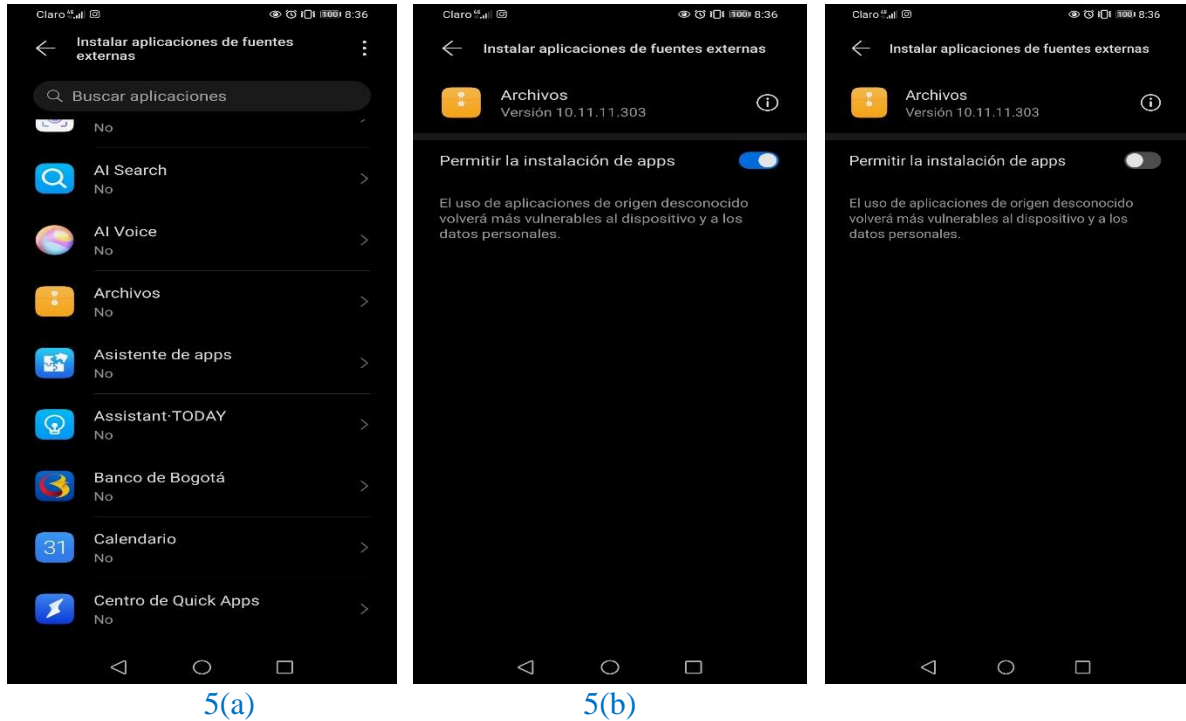 Claro 8:36
Instalar aplicaciones de fuentes
externas
Buscar aplicaciones
No
AI Search
No
AI Voice
No
Archivos
No
Asistente de apps
No
Assistant·TODAY
No
Banco de Bogotá
No
31
Calendario
No
Centro de Quick Apps
No
5(a)
Claro 100 8:36
Instalar aplicaciones de fuentes externas
Archivos
Versión 10.11.11.303
Permitir la instalación de apps
El uso de aplicaciones de origen desconocido
volverá más vulnerables al dispositivo y a los
datos personales.
5(b)
Claro 100 8:36
Instalar aplicaciones de fuentes externas
Archivos
Versión 10.11.11.303
Permitir la instalación de apps
El uso de aplicaciones de origen desconocido
volverá más vulnerables al dispositivo y a los
datos personales.